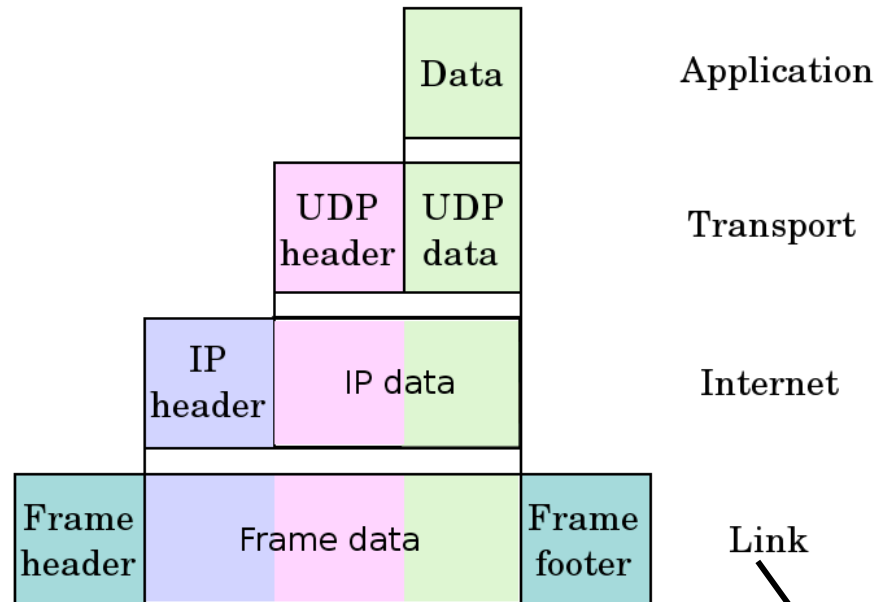 Data
Application
UDP
header
UDP
data
Transport
IP
header
IP data
Internet
Frame
header
Frame data
Frame
footer
Link